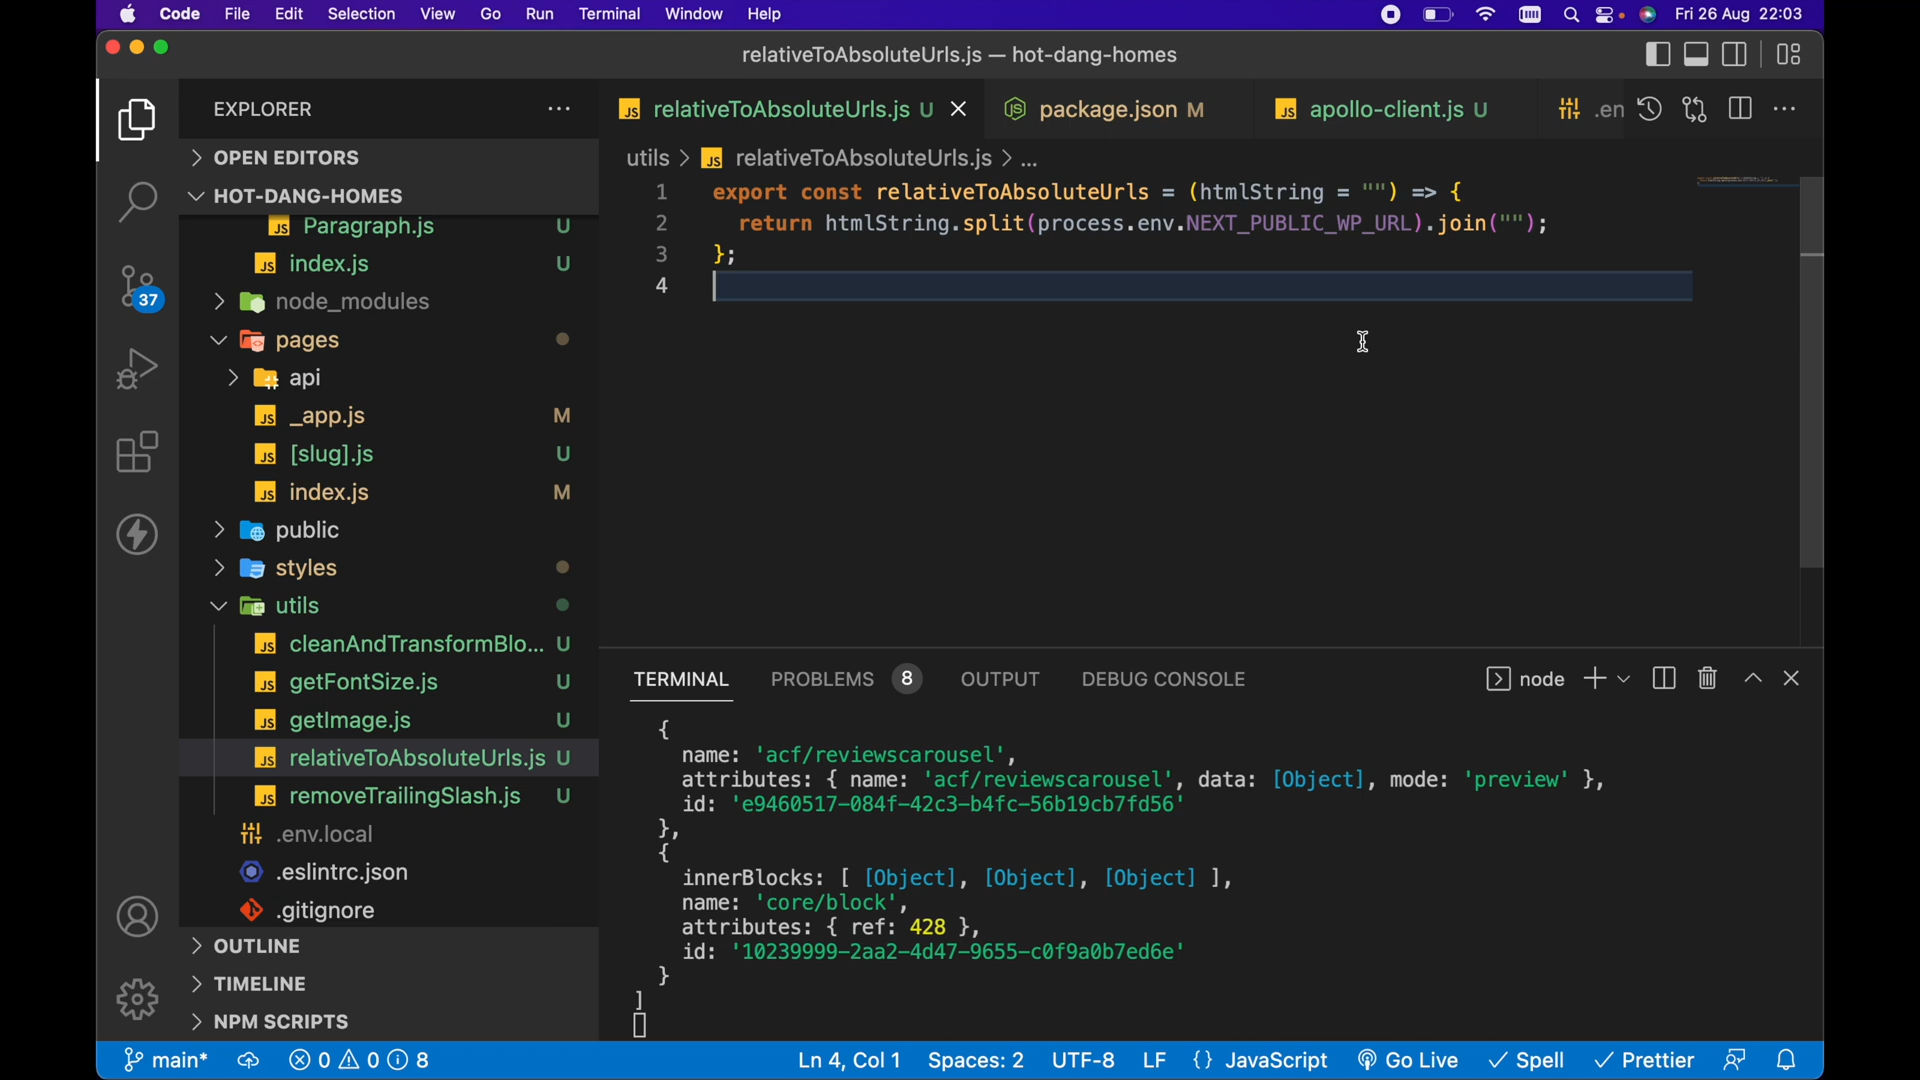 Code File Edit Selection View Go Run Terminal Window Help Fri 26 Aug 22:03
relativeToAbsoluteUrls.js — hot-dang-homes
EXPLORER
OPEN EDITORS
HOT-DANG-HOMES
Paragraph.js U
index.js U
node_modules
pages
api
_app.js M
[slug].js U
index.js M
public
styles
utils
cleanAndTransformBlo... U
getFontSize.js U
getImage.js U
relativeToAbsoluteUrls.js U
removeTrailingSlash.js U
.env.local
.eslintrc.json
.gitignore
OUTLINE
TIMELINE
NPM SCRIPTS
37
relativeToAbsoluteUrls.js U package.json M apollo-client.js U .en
utils > relativeToAbsoluteUrls.js > ...
1 export const relativeToAbsoluteUrls = (htmlString = "") => {
2 return htmlString.split(process.env.NEXT_PUBLIC_WP_URL).join("");
3 };
4
TERMINAL PROBLEMS 8 OUTPUT DEBUG CONSOLE node
{
name: 'acf/reviewscarousel',
attributes: { name: 'acf/reviewscarousel', data: [Object], mode: 'preview' },
id: 'e9460517-084f-42c3-b4fc-56b19cb7fd56'
},
{
innerBlocks: [ [Object], [Object], [Object] ],
name: 'core/block',
attributes: { ref: 428 },
id: '10239999-2aa2-4d47-9655-c0f9a0b7ed6e'
}
]
main* 0 0 8 Ln 4, Col 1 Spaces: 2 UTF-8 LF {} JavaScript Go Live Spell Prettier